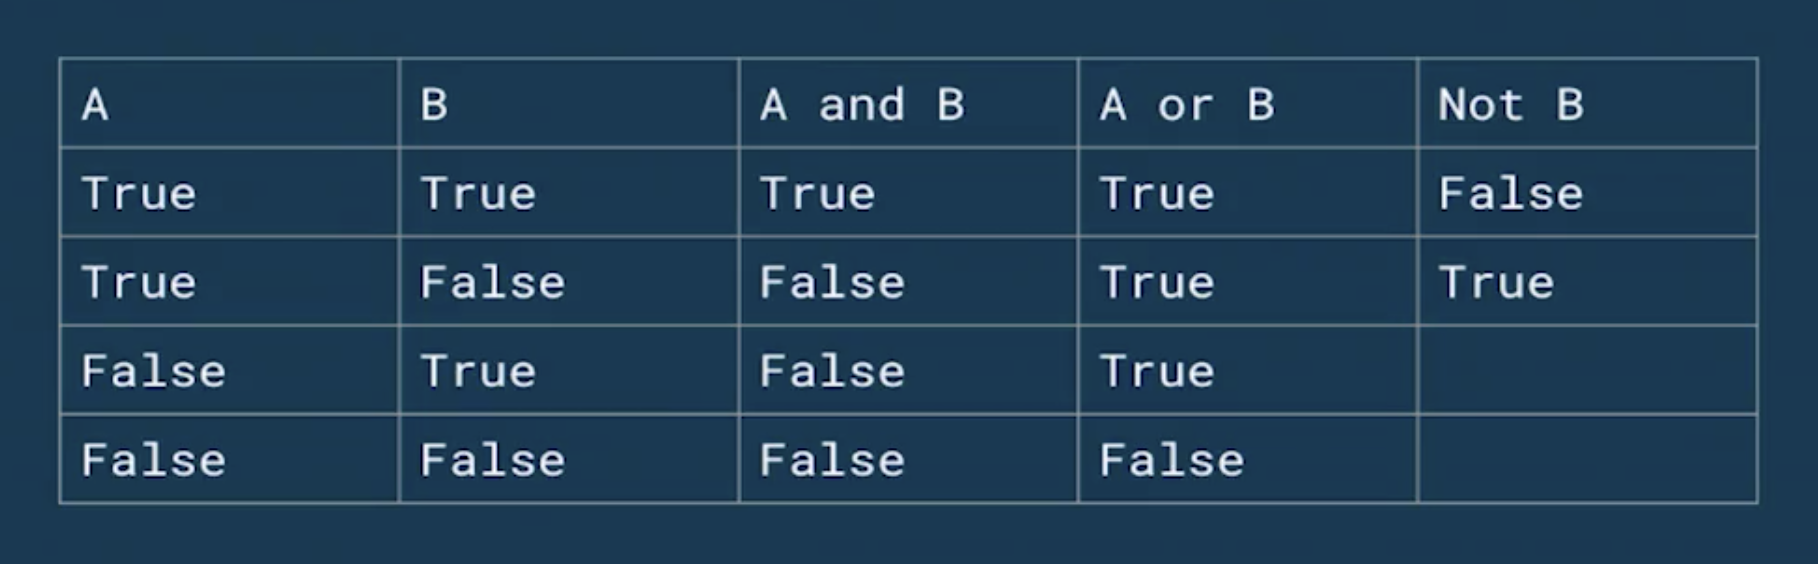 A B A and B A or B Not B
True True True True False
True False False True True
False True False True
False False False False